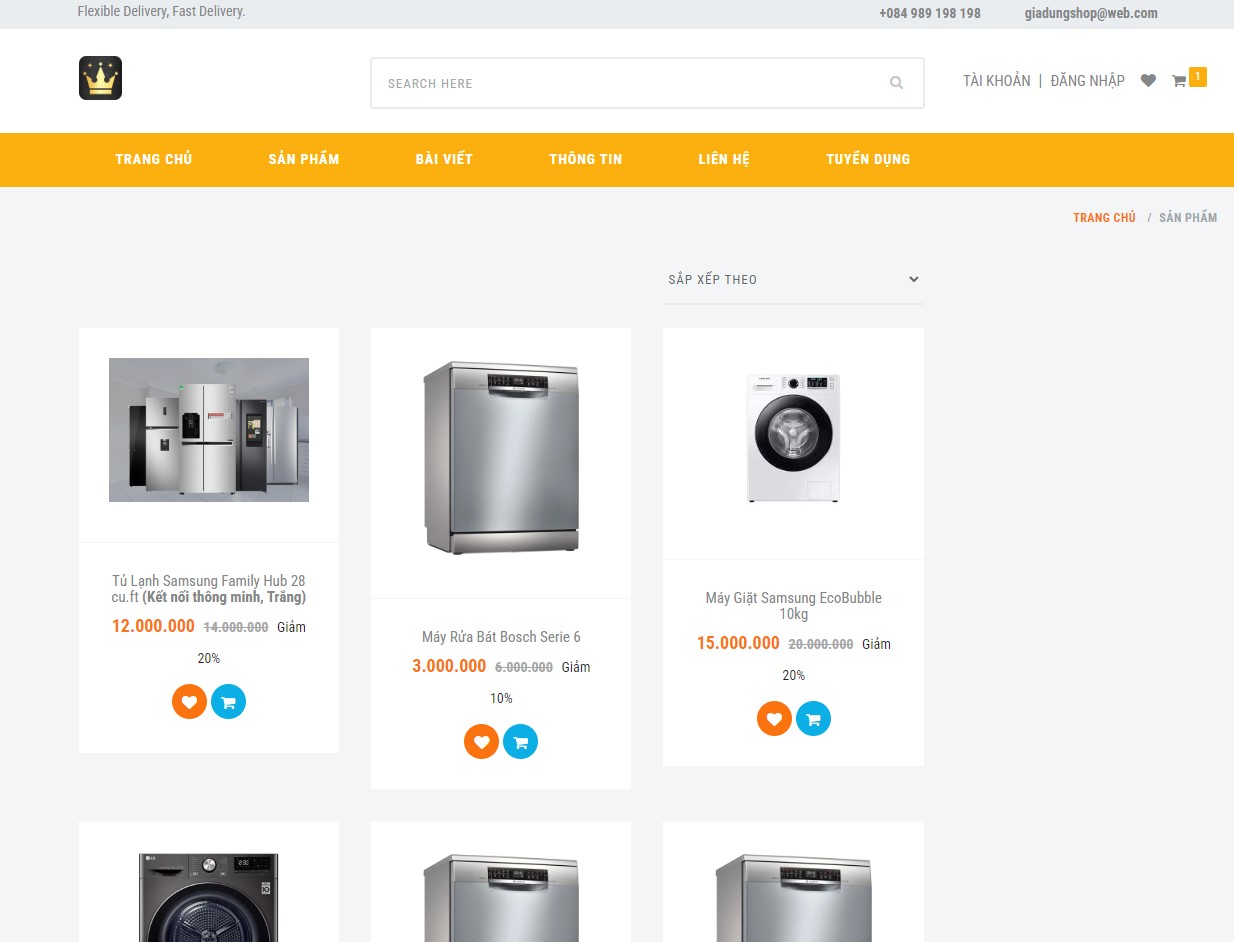 Flexible Delivery, Fast Delivery.
+084 989 198 198
giadungshop@web.com
SEARCH HERE
TÀI KHOẢN | ĐĂNG NHẬP
1
TRANG CHỦ
SẢN PHẨM
BÀI VIẾT
THÔNG TIN
LIÊN HỆ
TUYỂN DỤNG
TRANG CHỦ / SẢN PHẨM
SẮP XẾP THEO
Tủ Lạnh Samsung Family Hub 28
cu.ft (Kết nối thông minh, Trắng)
12.000.000 14.000.000 Giảm
20%
Máy Rửa Bát Bosch Serie 6
3.000.000 6.000.000 Giảm
10%
Máy Giặt Samsung EcoBubble
10kg
15.000.000 20.000.000 Giảm
20%
LG